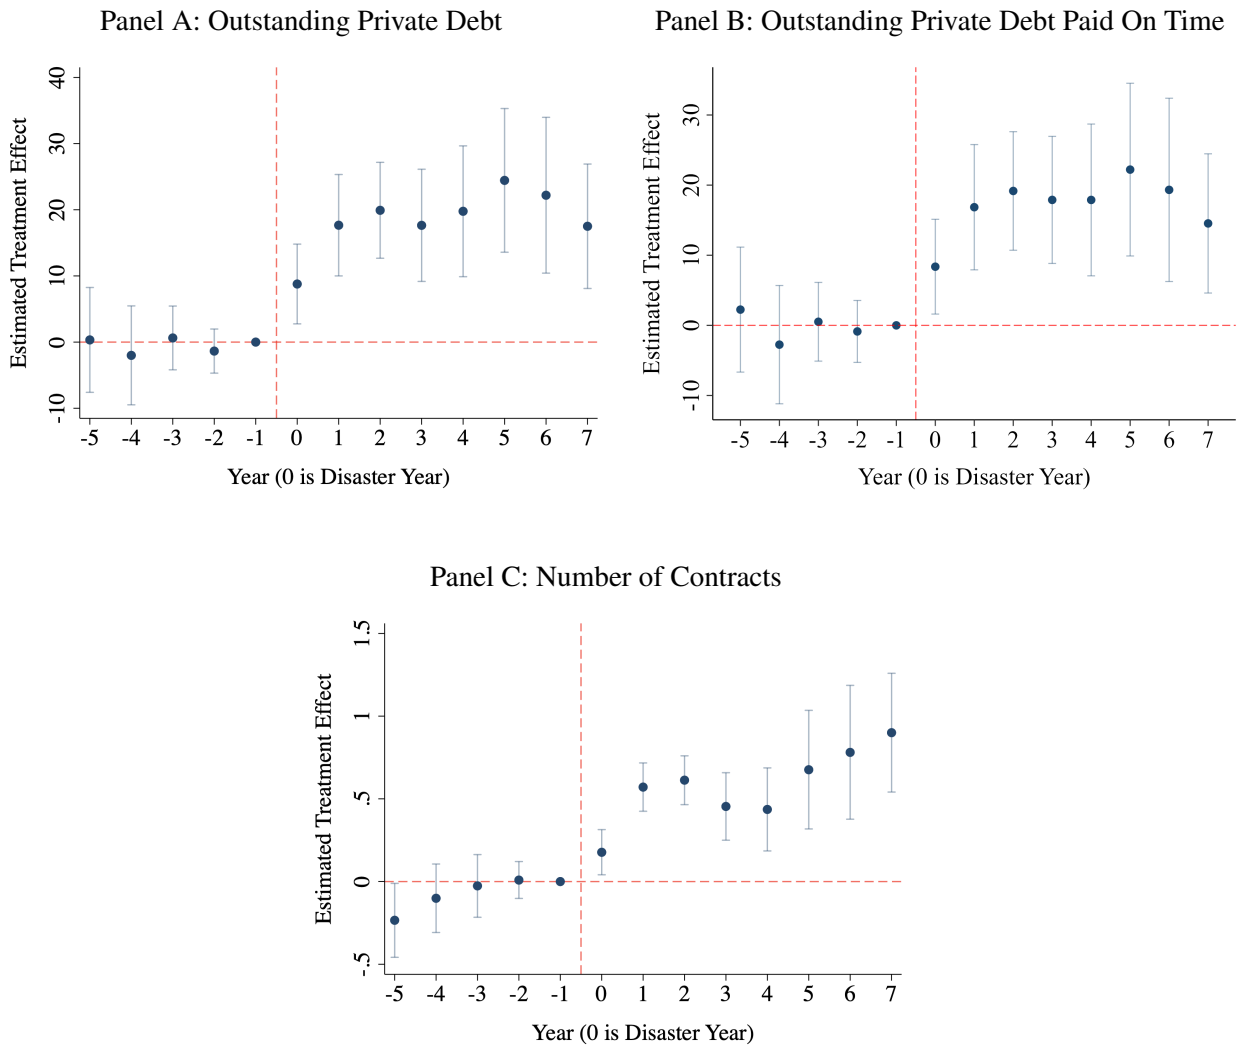 Panel A: Outstanding Private Debt
Estimated Treatment Effect
40
30
20
10
0
-10
-5 -4 -3 -2 -1 0 1 2 3 4 5 6 7
Year (0 is Disaster Year)
Panel B: Outstanding Private Debt Paid On Time
Estimated Treatment Effect
30
20
10
0
-10
-5 -4 -3 -2 -1 0 1 2 3 4 5 6 7
Year (0 is Disaster Year)
Panel C: Number of Contracts
Estimated Treatment Effect
1.5
1
.5
0
-.5
-5 -4 -3 -2 -1 0 1 2 3 4 5 6 7
Year (0 is Disaster Year)